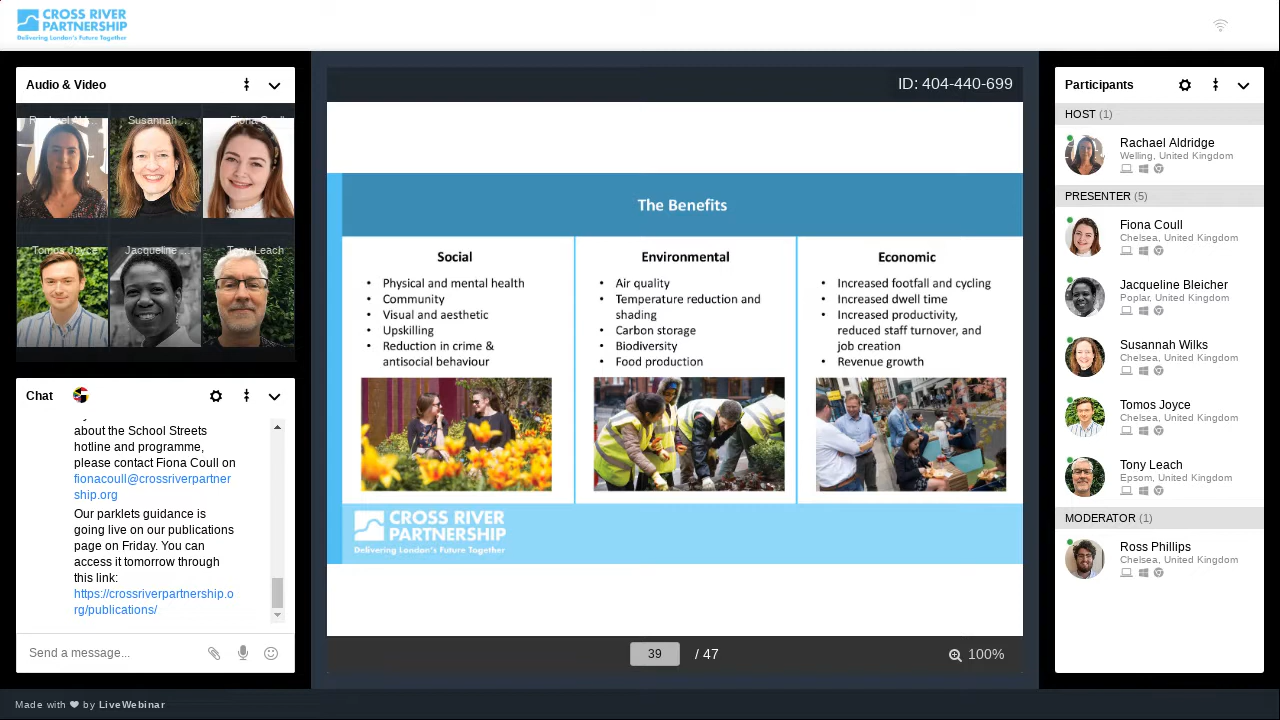 CROSS RIVER
PARTNERSHIP
Delivering London's Future Together
Audio & Video
Susannah ...
Fiona Coull
Tomos Joyce
Jacqueline ...
Tony Leach
Chat
about the School Streets
hotline and programme,
please contact Fiona Coull on
fionacoull@crossriverpartner
ship.org
Our parklets guidance is
going live on our publications
page on Friday. You can
access it tomorrow through
this link:
https://crossriverpartnership.o
rg/publications/
Send a message...
ID: 404-440-699
The Benefits
Social
• Physical and mental health
• Community
• Visual and aesthetic
• Upskilling
• Reduction in crime &
antisocial behaviour
Environmental
• Air quality
• Temperature reduction and
shading
• Carbon storage
• Biodiversity
• Food production
Economic
• Increased footfall and cycling
• Increased dwell time
• Increased productivity,
reduced staff turnover, and
job creation
• Revenue growth
CROSS RIVER
PARTNERSHIP
Delivering London's Future Together
39 / 47
100%
Participants
HOST (1)
Rachael Aldridge
Welling, United Kingdom
PRESENTER (5)
Fiona Coull
Chelsea, United Kingdom
Jacqueline Bleicher
Poplar, United Kingdom
Susannah Wilks
Chelsea, United Kingdom
Tomos Joyce
Chelsea, United Kingdom
Tony Leach
Epsom, United Kingdom
MODERATOR (1)
Ross Phillips
Chelsea, United Kingdom
Made with ❤ by LiveWebinar